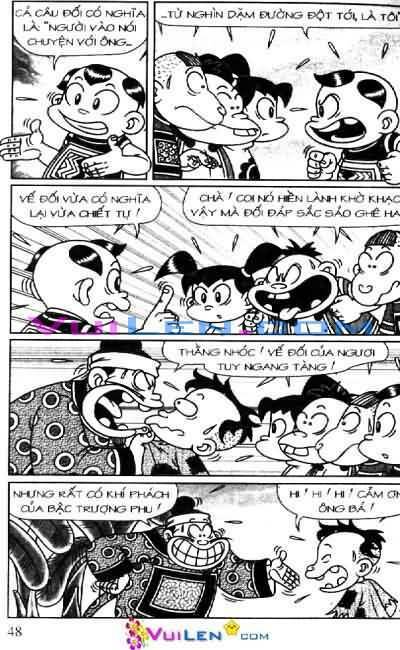 CẢ CÂU ĐỐI CÓ NGHĨA
LÀ: "NGƯỜI VÀO NÓI
CHUYỆN VỚI ÔNG...
...TỪ NGHÌN DẶM ĐƯỜNG ĐỘT TỚI, LÀ TÔI"
VẾ ĐỐI VỪA CÓ NGHĨA
LẠI VỪA CHIẾT TỰ!
CHÀ! COI NÓ HIỀN LÀNH KHỜ KHẠO
VẬY MÀ ĐỐI ĐÁP SẮC SẢO GHÊ HA
VUILEN.COM
THẰNG NHÓC! VẾ ĐỐI CỦA NGƯƠI
TUY NGANG TÀNG!
NHƯNG RẤT CÓ KHÍ PHÁCH
CỦA BẬC TRƯỢNG PHU!
HI! HI! HI! CẢM ƠN
ÔNG BÁ!
48
VUILEN.COM